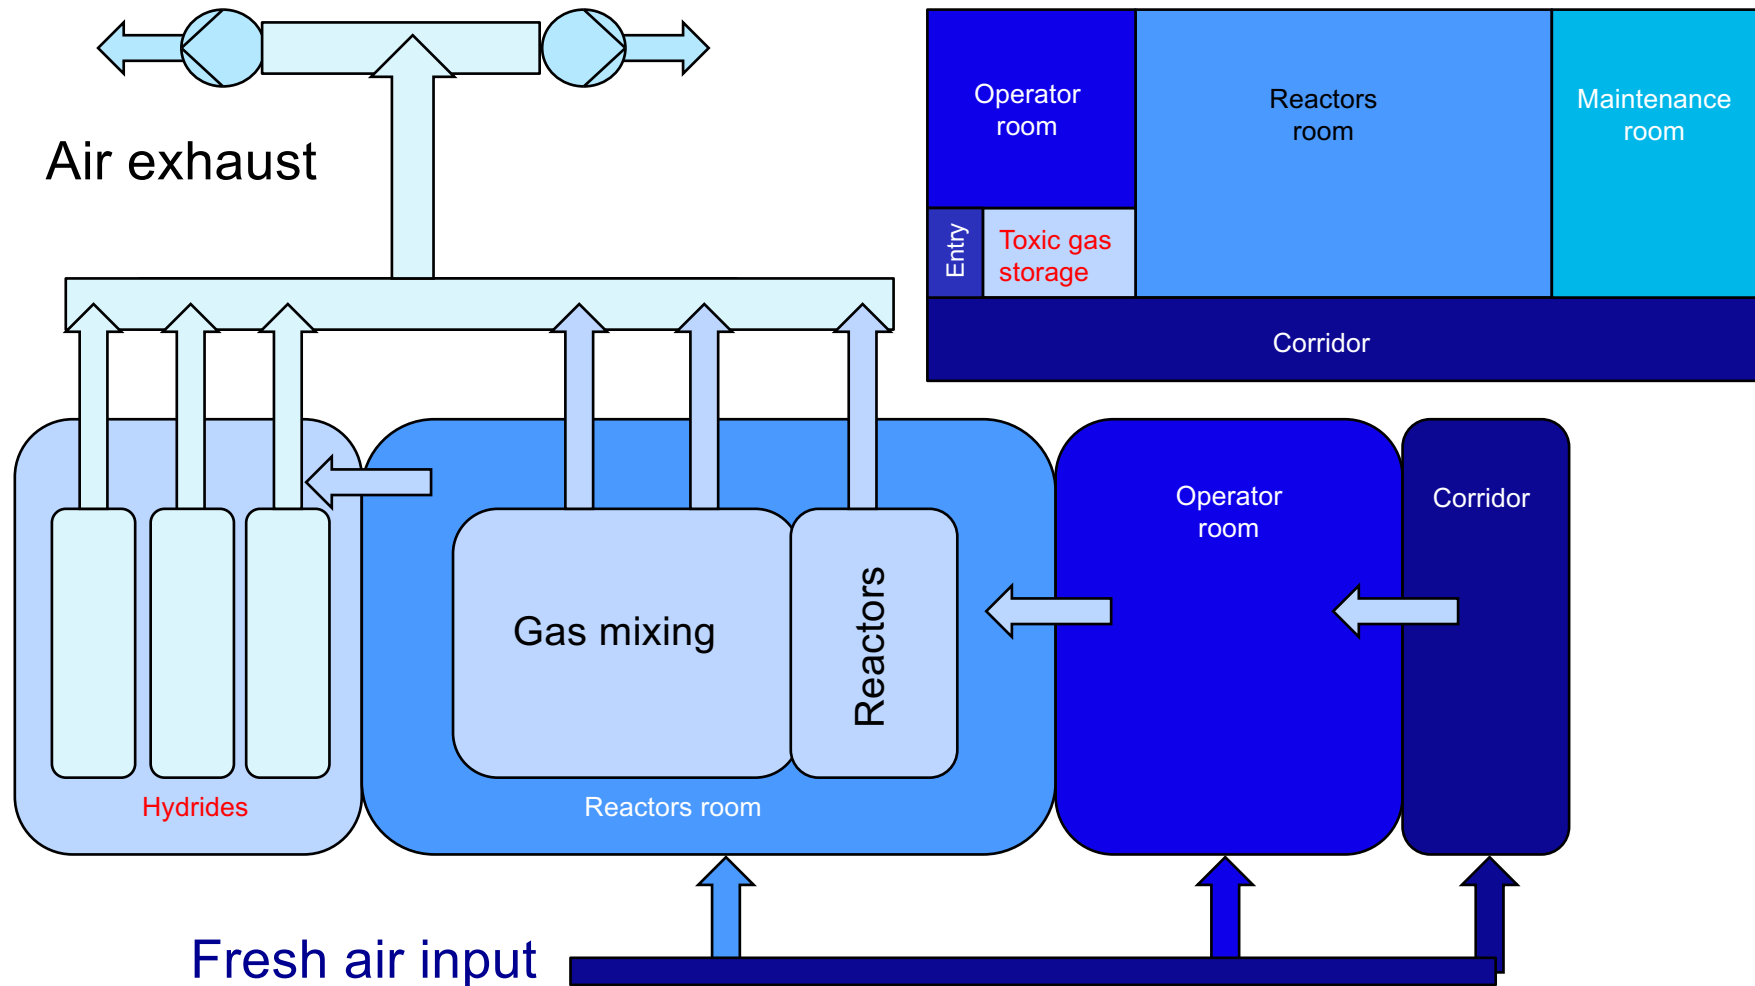 Air exhaust
Operator
room
Reactors
room
Maintenance
room
Entry
Toxic gas
storage
Corridor
Operator
room
Corridor
Gas mixing
Reactors
Hydrides
Reactors room
Fresh air input